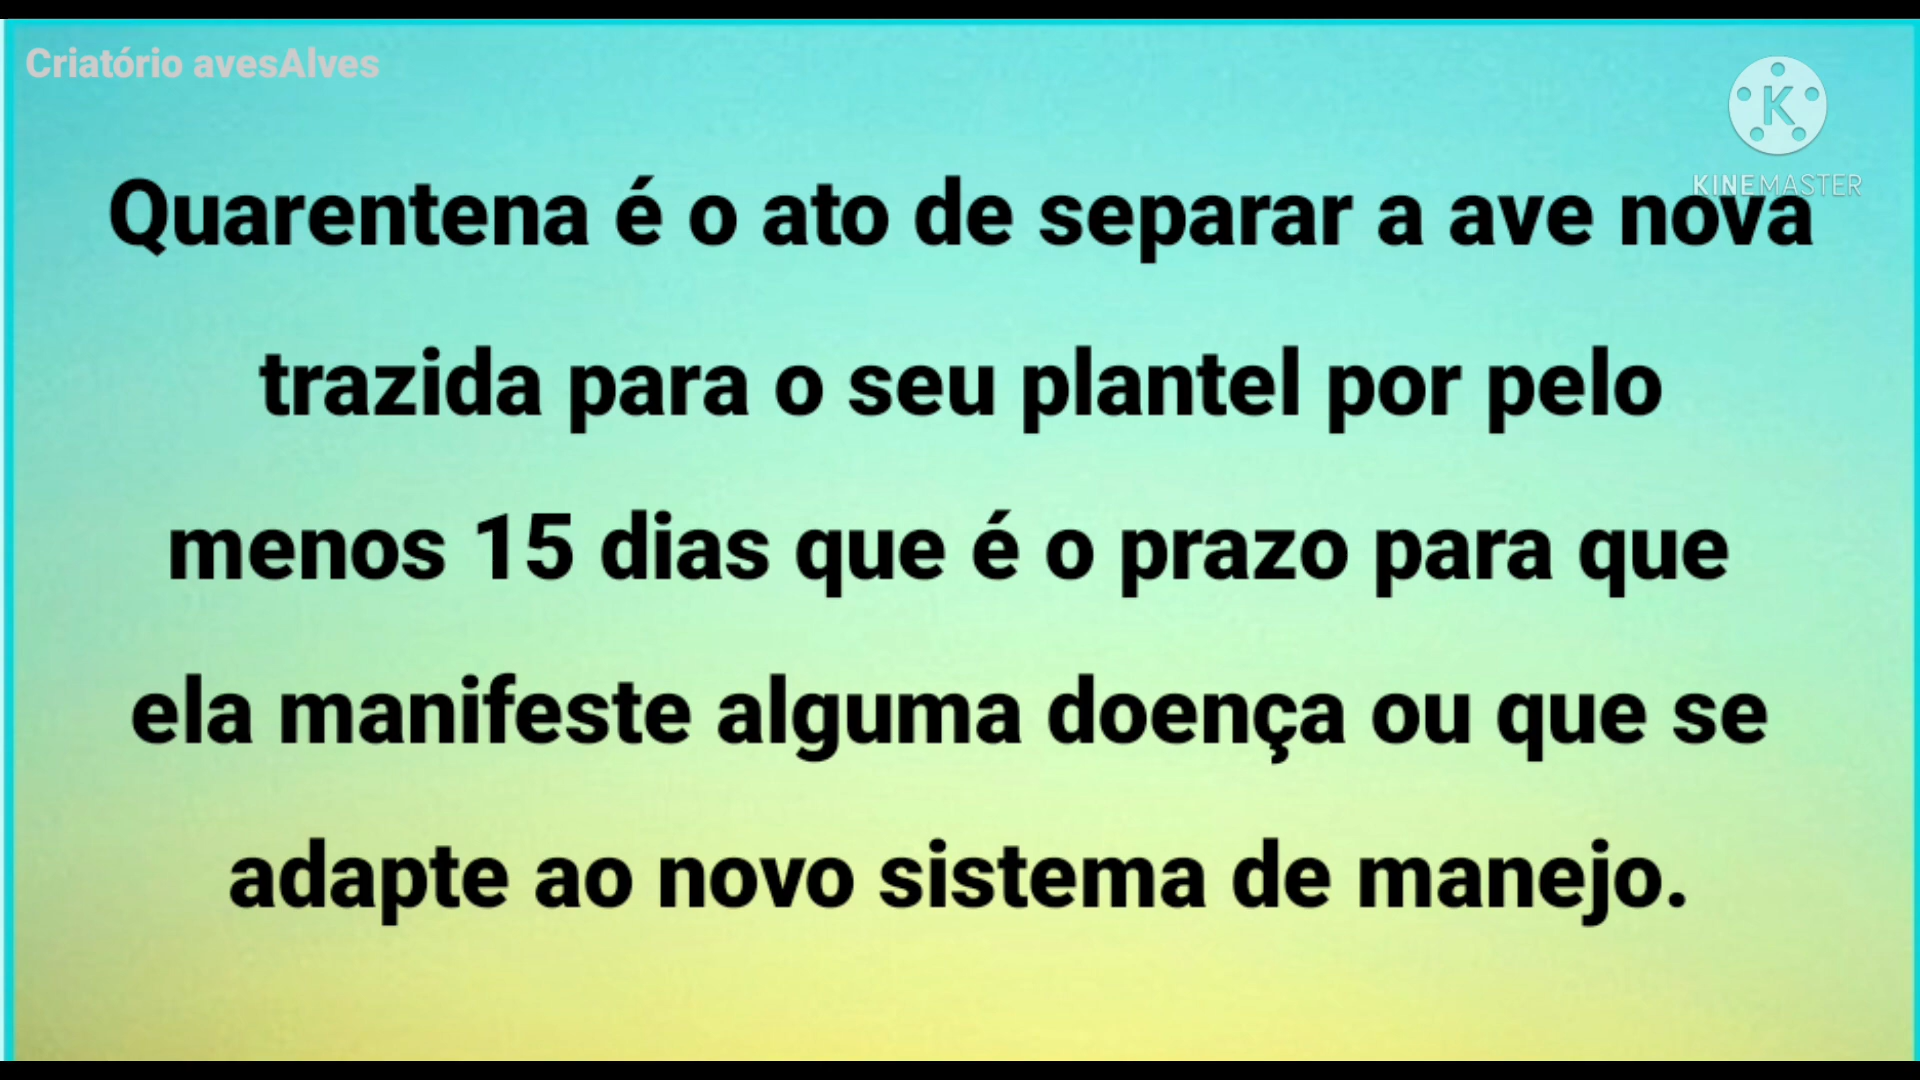 Criatório avesAlves
KINEMASTER
Quarentena é o ato de separar a ave nova
trazida para o seu plantel por pelo
menos 15 dias que é o prazo para que
ela manifeste alguma doença ou que se
adapte ao novo sistema de manejo.